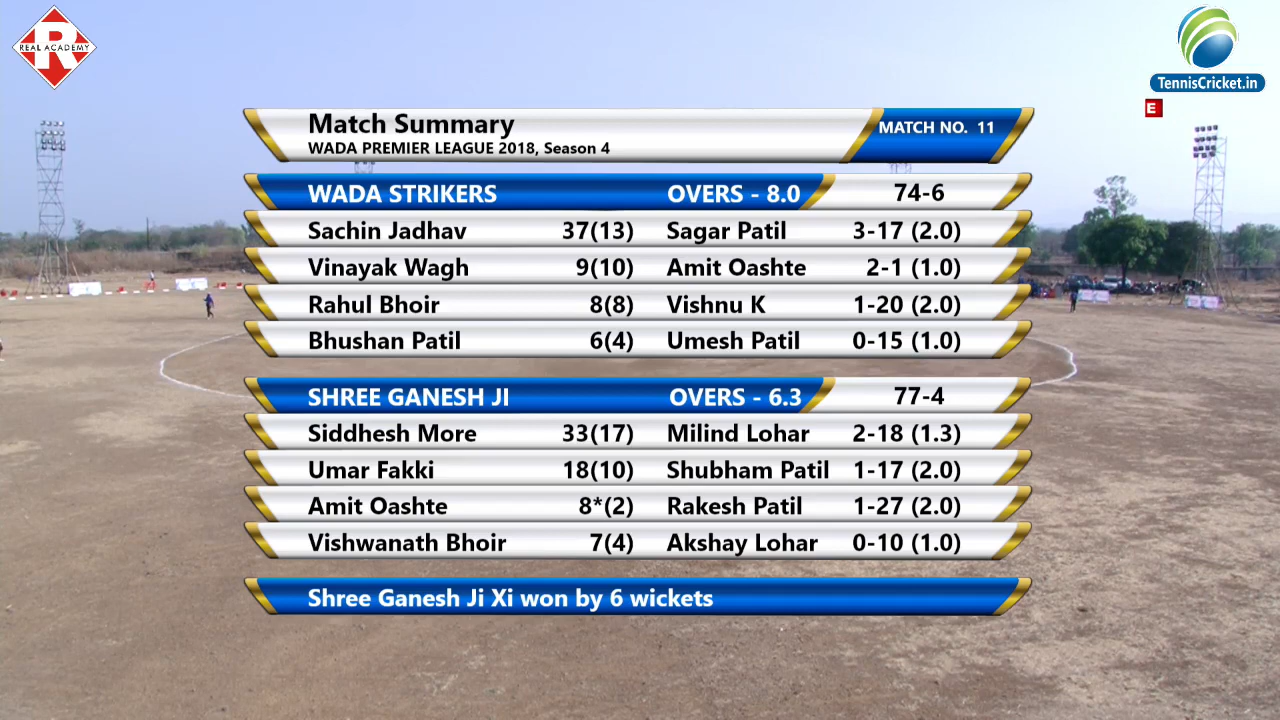 R
REAL ACADEMY
TennisCricket.in
E
Match Summary
WADA PREMIER LEAGUE 2018, Season 4
MATCH NO. 11
WADA STRIKERS OVERS - 8.0 74-6
Sachin Jadhav 37(13) Sagar Patil 3-17 (2.0)
Vinayak Wagh 9(10) Amit Oashte 2-1 (1.0)
Rahul Bhoir 8(8) Vishnu K 1-20 (2.0)
Bhushan Patil 6(4) Umesh Patil 0-15 (1.0)
SHREE GANESH JI OVERS - 6.3 77-4
Siddhesh More 33(17) Milind Lohar 2-18 (1.3)
Umar Fakki 18(10) Shubham Patil 1-17 (2.0)
Amit Oashte 8*(2) Rakesh Patil 1-27 (2.0)
Vishwanath Bhoir 7(4) Akshay Lohar 0-10 (1.0)
Shree Ganesh Ji Xi won by 6 wickets